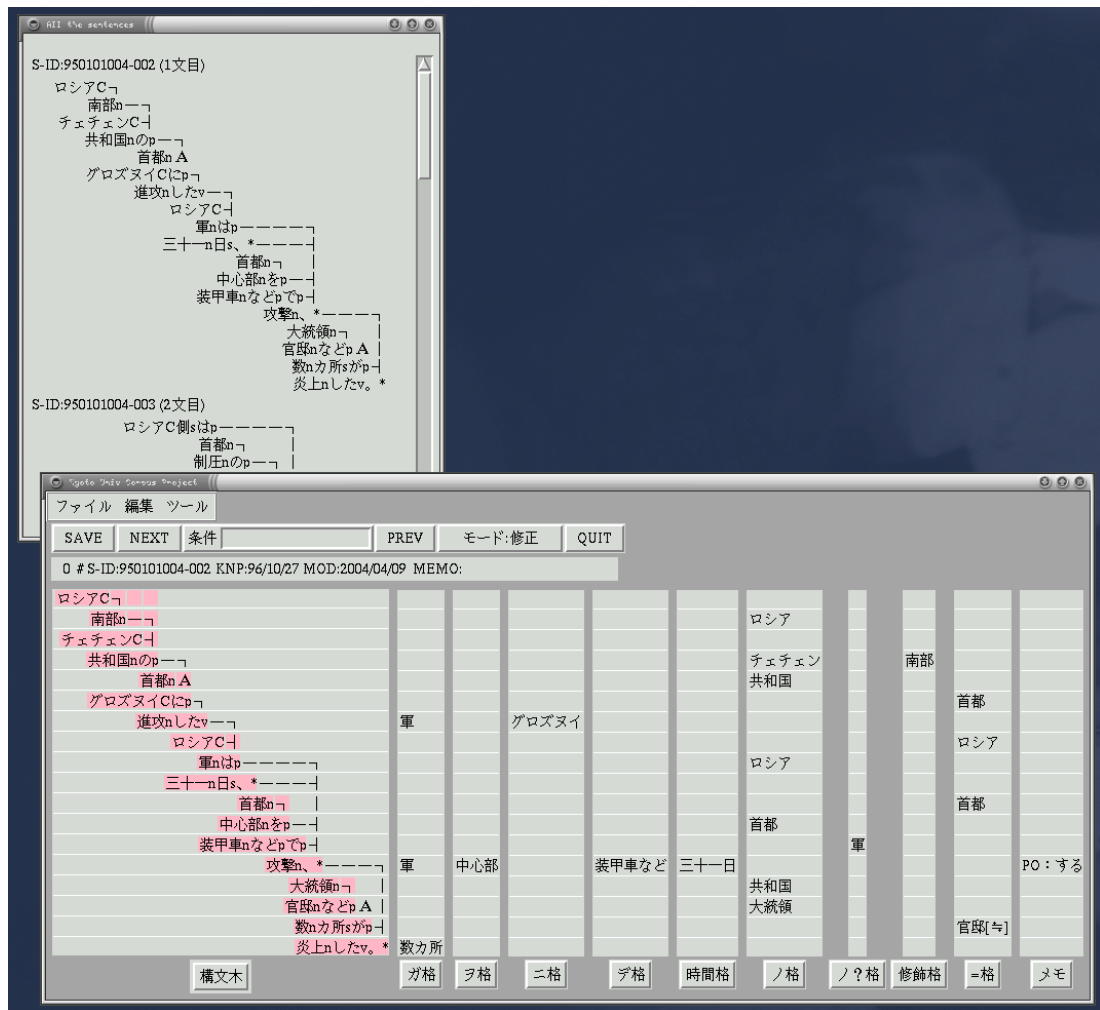 All the sentences
S-ID:950101004-002 (1文目)
ロシアC┐
南部n──┐
チェチェンC┤
共和国nのp──┐
首都n A
グロズヌイCにp┐
進攻nしたv──┐
ロシアC┤
軍nはp─────┐
三十一n日s、*────┤
首都n┐ │
中心部nをp─┤
装甲車nなどpでp┤
攻撃n、*───┐
大統領n┐ │
官邸nなどp A │
数nカ所sがp┤
炎上nしたv。*
S-ID:950101004-003 (2文目)
ロシアC側sはp─────┐
首都n┐ │
制圧nのp──┐ │
Kyoto Univ Corpus Project
ファイル 編集 ツール
SAVE NEXT 条件 PREV モード:修正 QUIT
0 # S-ID:950101004-002 KNP:96/10/27 MOD:2004/04/09 MEMO:
ロシアC┐
南部n──┐ ロシア
チェチェンC┤
共和国nのp──┐ チェチェン 南部
首都n A 共和国
グロズヌイCにp┐ 首都
進攻nしたv──┐ 軍 グロズヌイ
ロシアC┤ ロシア
軍nはp─────┐ ロシア
三十一n日s、*────┤
首都n┐ │ 首都
中心部nをp─┤ 首都
装甲車nなどpでp┤ 軍
攻撃n、*───┐ 軍 中心部 装甲車など 三十一日 PO：する
大統領n┐ │ 共和国
官邸nなどp A │ 大統領
数nカ所sがp┤ 官邸[≒]
炎上nしたv。* 数カ所
構文木 ガ格 ヲ格 ニ格 デ格 時間格 ノ格 ノ？格 修飾格 =格 メモ